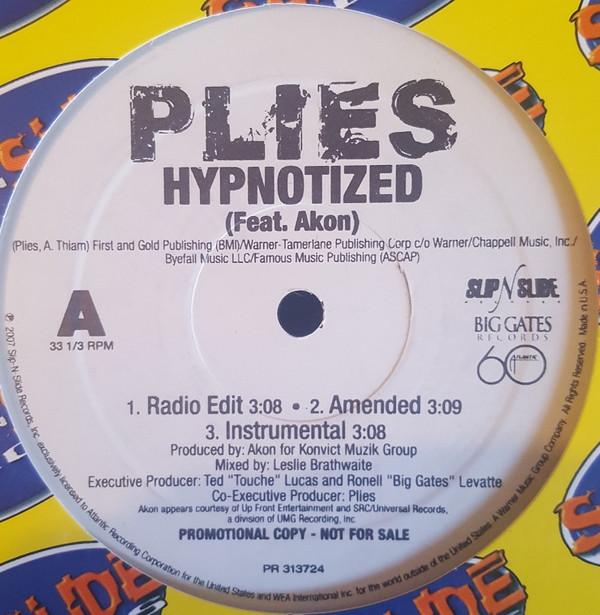 PLIES
HYPNOTIZED
(Feat. Akon)
(Plies, A. Thiam) First and Gold Publishing (BMI)/Warner-Tamerlane Publishing Corp c/o Warner/Chappell Music, Inc./
Byefall Music LLC/Famous Music Publishing (ASCAP)
A
33 1/3 RPM
SLIP N SLIDE
RECORDS
BIG GATES
RECORDS
60
ATLANTIC
1. Radio Edit 3:08 • 2. Amended 3:09
3. Instrumental 3:08
Produced by: Akon for Konvict Muzik Group
Mixed by: Leslie Brathwaite
Executive Producer: Ted "Touche" Lucas and Ronell "Big Gates" Levatte
Co-Executive Producer: Plies
Akon appears courtesy of Up Front Entertainment and SRC/Universal Records,
a division of UMG Recording, Inc.
PROMOTIONAL COPY - NOT FOR SALE
PR 313724
℗ 2007 Slip-N-Slide Records, Inc. exclusively licensed to Atlantic Recording Corporation for the United States and WEA International Inc. for the world outside of the United States. A Warner Music Group Company. All Rights Reserved. Made in U.S.A.